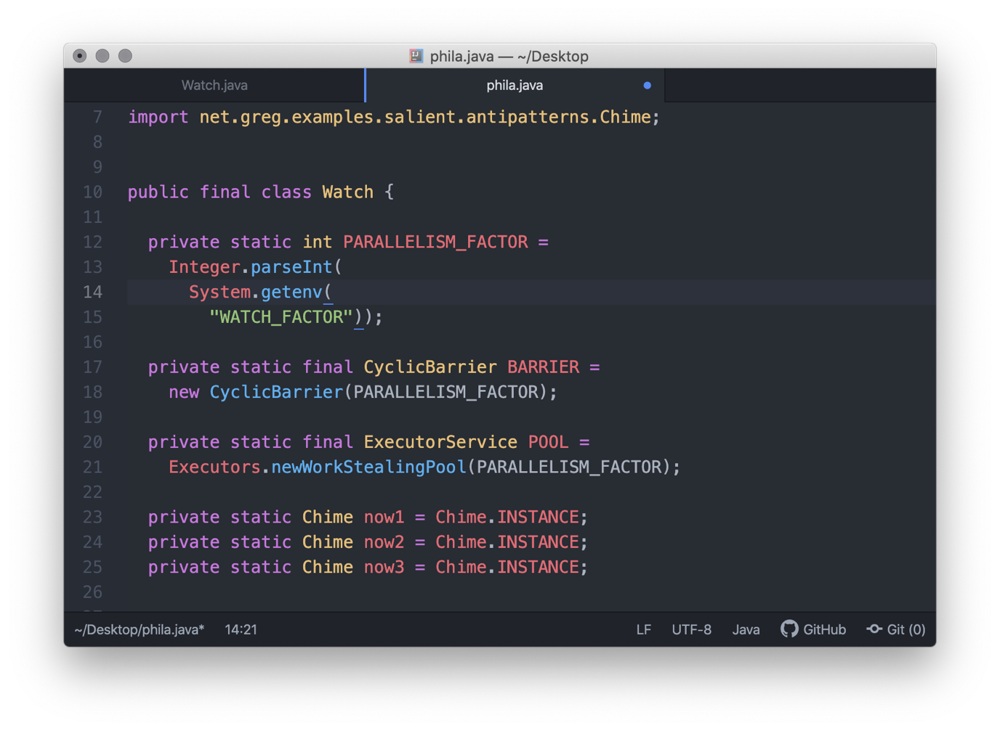 phila.java — ~/Desktop
Watch.java
phila.java
7 import net.greg.examples.salient.antipatterns.Chime;
8
9
10 public final class Watch {
11
12 private static int PARALLELISM_FACTOR =
13 Integer.parseInt(
14 System.getenv(
15 "WATCH_FACTOR"));
16
17 private static final CyclicBarrier BARRIER =
18 new CyclicBarrier(PARALLELISM_FACTOR);
19
20 private static final ExecutorService POOL =
21 Executors.newWorkStealingPool(PARALLELISM_FACTOR);
22
23 private static Chime now1 = Chime.INSTANCE;
24 private static Chime now2 = Chime.INSTANCE;
25 private static Chime now3 = Chime.INSTANCE;
26
~/Desktop/phila.java* 14:21 LF UTF-8 Java GitHub Git (0)